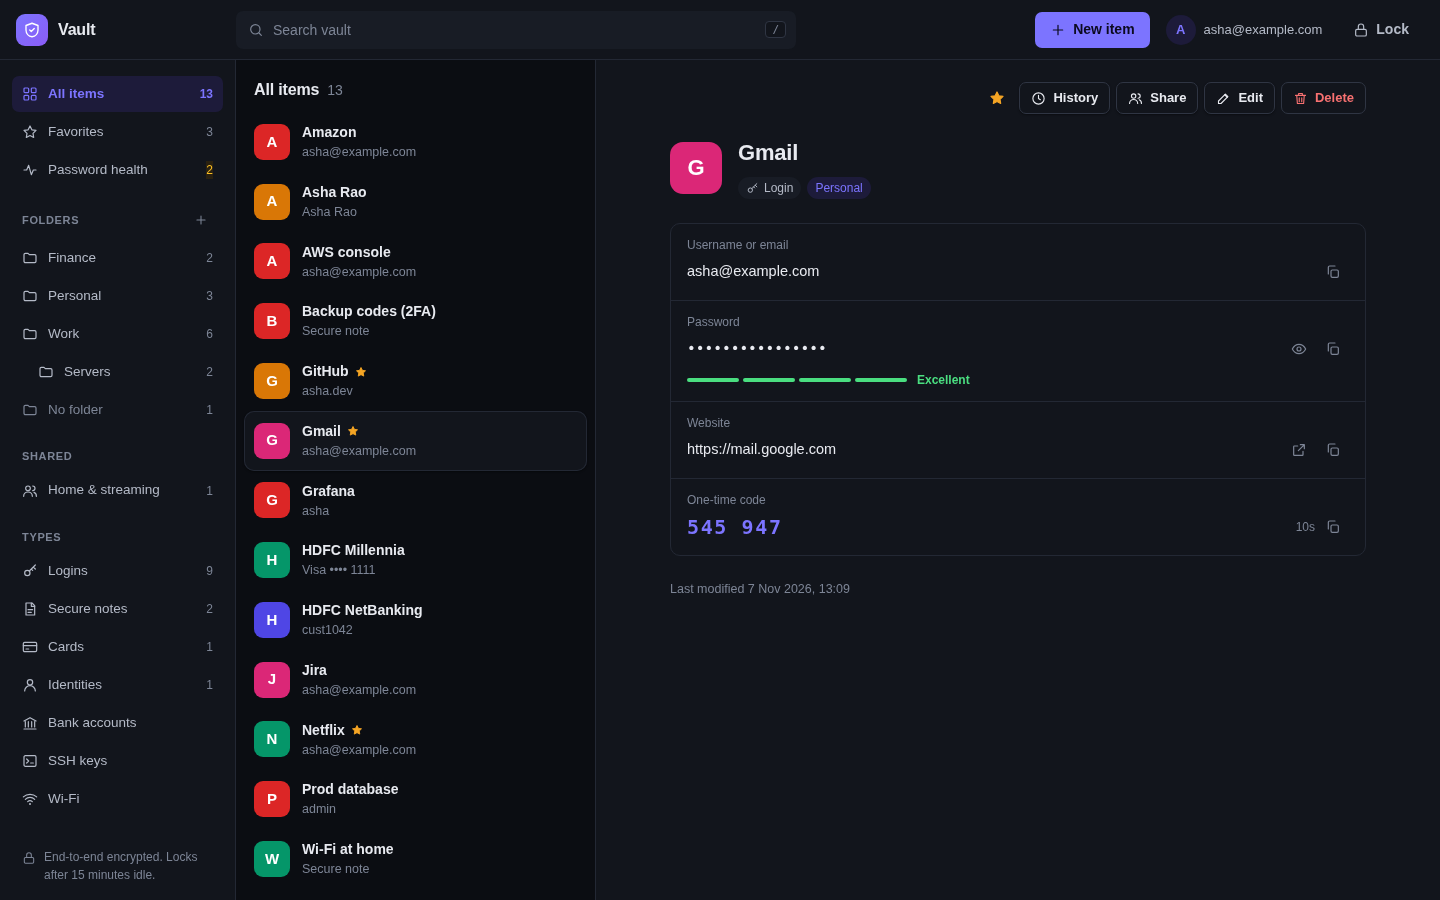 Vault
Search vault
/
New item
A
asha@example.com
Lock
All items 13
Favorites 3
Password health 2
FOLDERS
Finance 2
Personal 3
Work 6
Servers 2
No folder 1
SHARED
Home & streaming 1
TYPES
Logins 9
Secure notes 2
Cards 1
Identities 1
Bank accounts
SSH keys
Wi-Fi
End-to-end encrypted. Locks
after 15 minutes idle.
All items 13
A
Amazon
asha@example.com
A
Asha Rao
Asha Rao
A
AWS console
asha@example.com
B
Backup codes (2FA)
Secure note
G
GitHub
asha.dev
G
Gmail
asha@example.com
G
Grafana
asha
H
HDFC Millennia
Visa •••• 1111
H
HDFC NetBanking
cust1042
J
Jira
asha@example.com
N
Netflix
asha@example.com
P
Prod database
admin
W
Wi-Fi at home
Secure note
History
Share
Edit
Delete
G
Gmail
Login
Personal
Username or email
asha@example.com
Password
••••••••••••••••
Excellent
Website
https://mail.google.com
One-time code
545 947
10s
Last modified 7 Nov 2026, 13:09